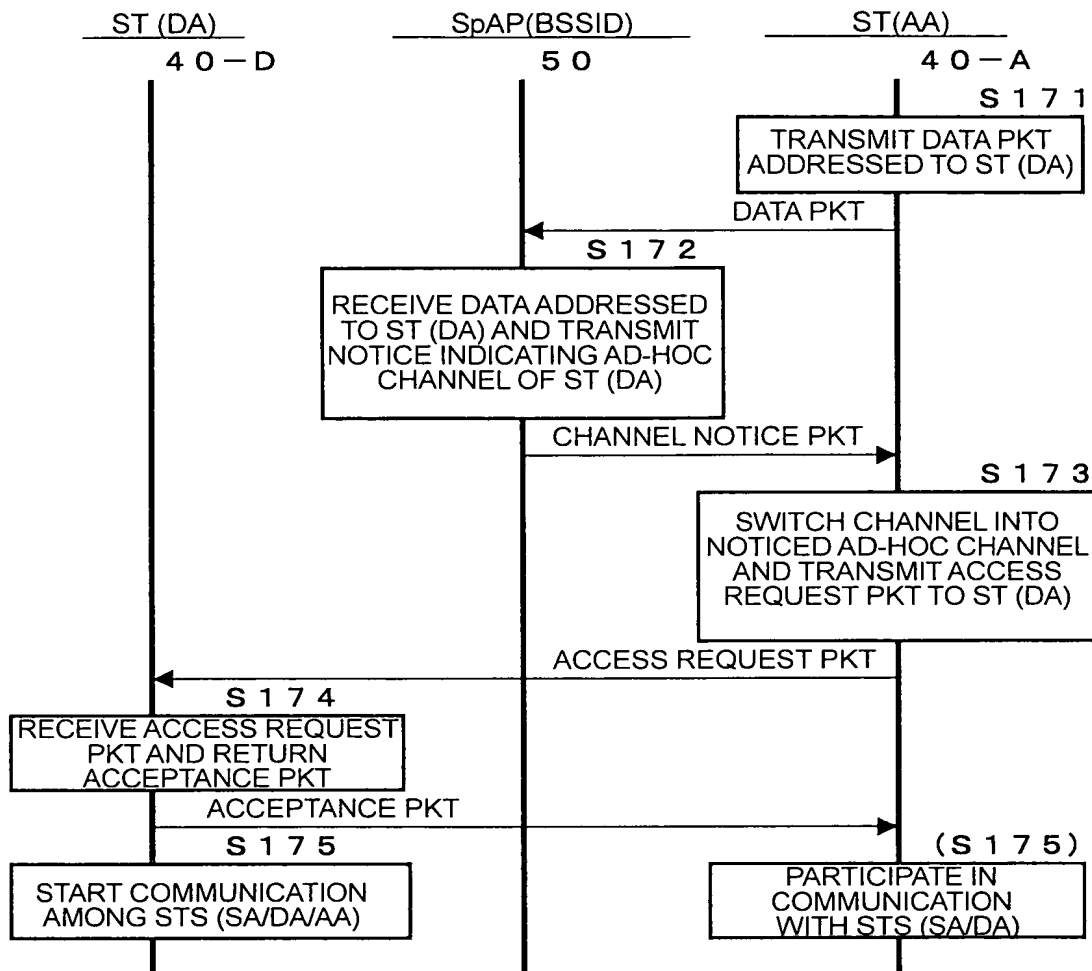 ST (DA)
SpAP(BSSID)
ST(AA)
40-D
50
40-A
S171
TRANSMIT DATA PKT
ADDRESSED TO ST (DA)
DATA PKT
S172
RECEIVE DATA ADDRESSED
TO ST (DA) AND TRANSMIT
NOTICE INDICATING AD-HOC
CHANNEL OF ST (DA)
CHANNEL NOTICE PKT
S173
SWITCH CHANNEL INTO
NOTICED AD-HOC CHANNEL
AND TRANSMIT ACCESS
REQUEST PKT TO ST (DA)
ACCESS REQUEST PKT
S174
RECEIVE ACCESS REQUEST
PKT AND RETURN
ACCEPTANCE PKT
ACCEPTANCE PKT
S175
START COMMUNICATION
AMONG STS (SA/DA/AA)
(S175)
PARTICIPATE IN
COMMUNICATION
WITH STS (SA/DA)